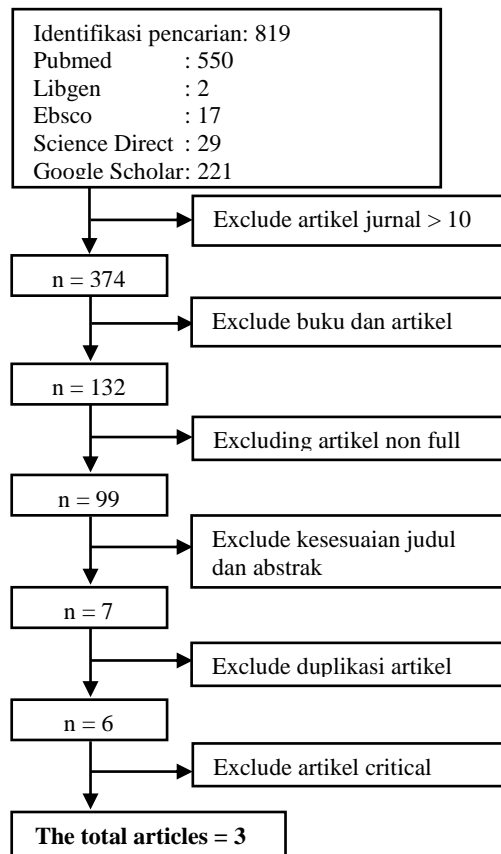 Identifikasi pencarian: 819
Pubmed : 550
Libgen : 2
Ebsco : 17
Science Direct : 29
Google Scholar: 221
Exclude artikel jurnal > 10
n = 374
Exclude buku dan artikel
n = 132
Excluding artikel non full
n = 99
Exclude kesesuaian judul
dan abstrak
n = 7
Exclude duplikasi artikel
n = 6
Exclude artikel critical
The total articles = 3